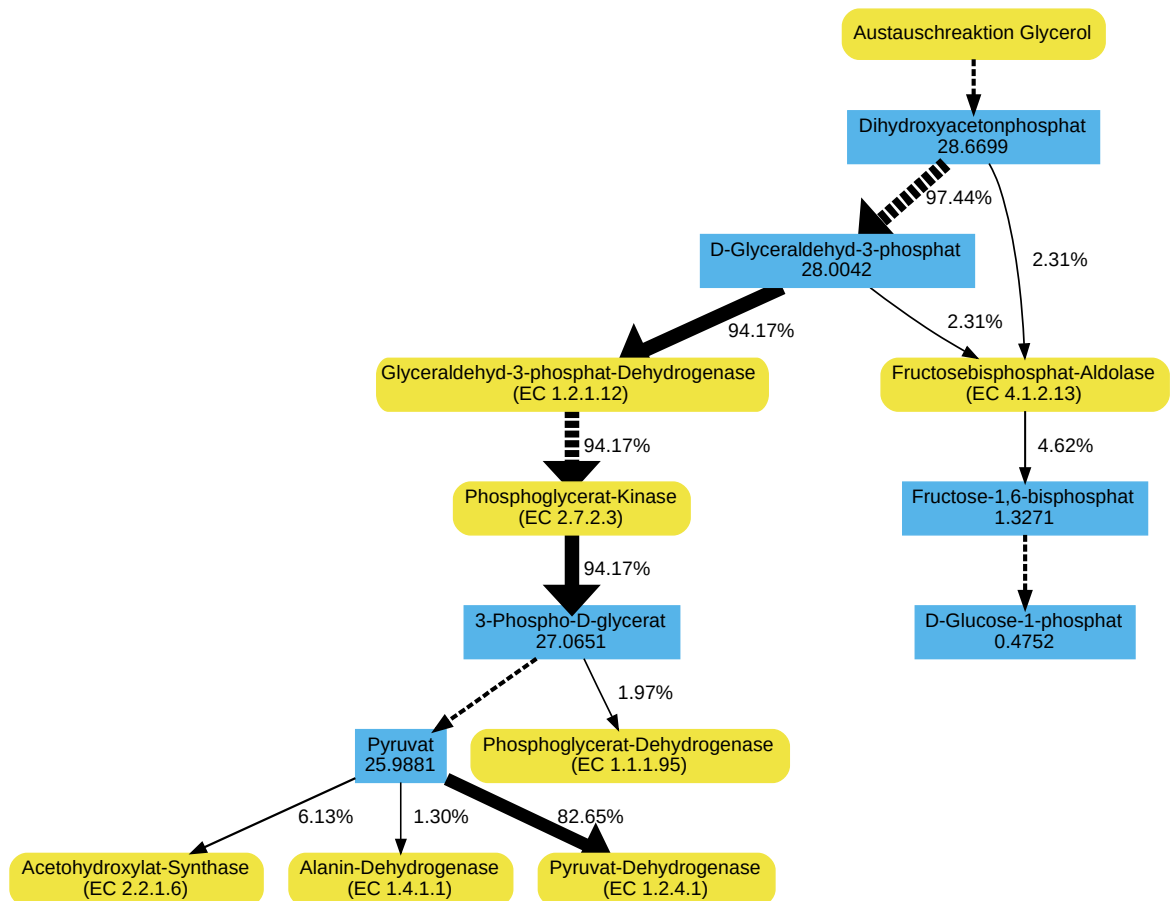 Austauschreaktion Glycerol
Dihydroxyacetonphosphat
28.6699
97.44%
D-Glyceraldehyd-3-phosphat
28.0042
2.31%
94.17%
2.31%
Glyceraldehyd-3-phosphat-Dehydrogenase
(EC 1.2.1.12)
Fructosebisphosphat-Aldolase
(EC 4.1.2.13)
94.17%
4.62%
Phosphoglycerat-Kinase
(EC 2.7.2.3)
Fructose-1,6-bisphosphat
1.3271
94.17%
3-Phospho-D-glycerat
27.0651
D-Glucose-1-phosphat
0.4752
1.97%
Pyruvat
25.9881
Phosphoglycerat-Dehydrogenase
(EC 1.1.1.95)
6.13%
1.30%
82.65%
Acetohydroxylat-Synthase
(EC 2.2.1.6)
Alanin-Dehydrogenase
(EC 1.4.1.1)
Pyruvat-Dehydrogenase
(EC 1.2.4.1)